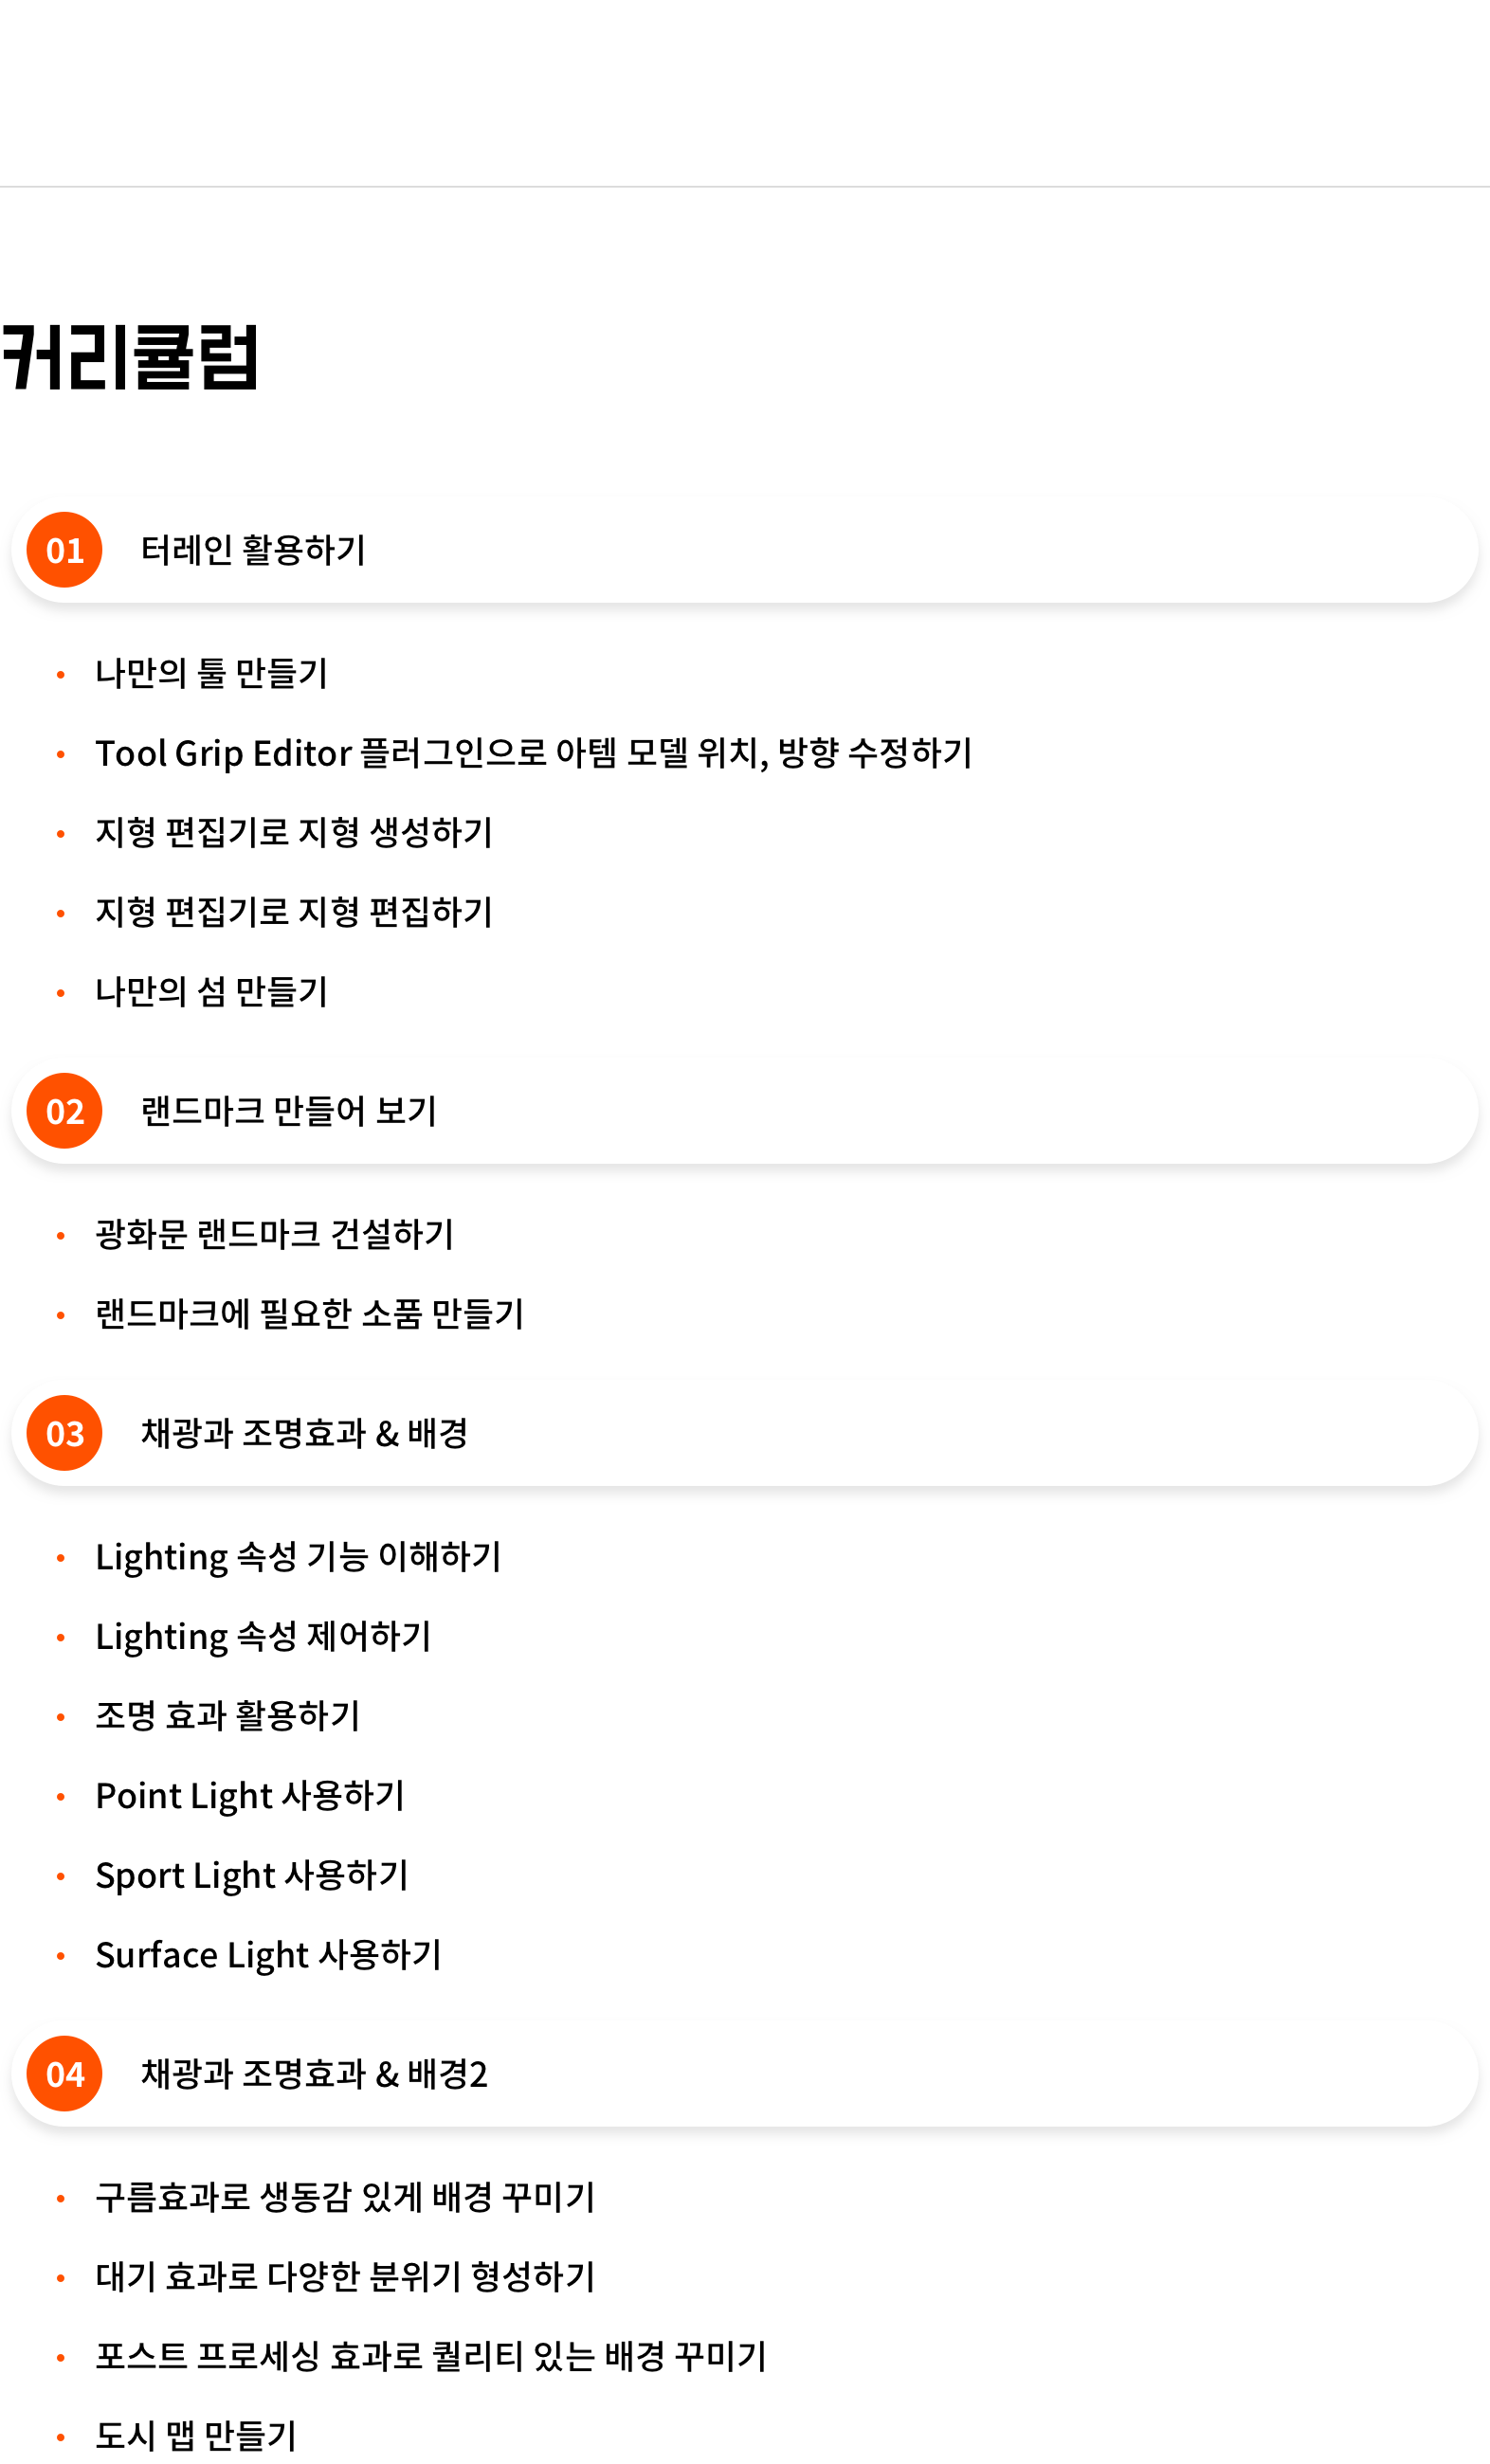 커리큘럼
01 터레인 활용하기
나만의 툴 만들기
Tool Grip Editor 플러그인으로 아템 모델 위치, 방향 수정하기
지형 편집기로 지형 생성하기
지형 편집기로 지형 편집하기
나만의 섬 만들기
02 랜드마크 만들어 보기
광화문 랜드마크 건설하기
랜드마크에 필요한 소품 만들기
03 채광과 조명효과 & 배경
Lighting 속성 기능 이해하기
Lighting 속성 제어하기
조명 효과 활용하기
Point Light 사용하기
Sport Light 사용하기
Surface Light 사용하기
04 채광과 조명효과 & 배경2
구름효과로 생동감 있게 배경 꾸미기
대기 효과로 다양한 분위기 형성하기
포스트 프로세싱 효과로 퀄리티 있는 배경 꾸미기
도시 맵 만들기